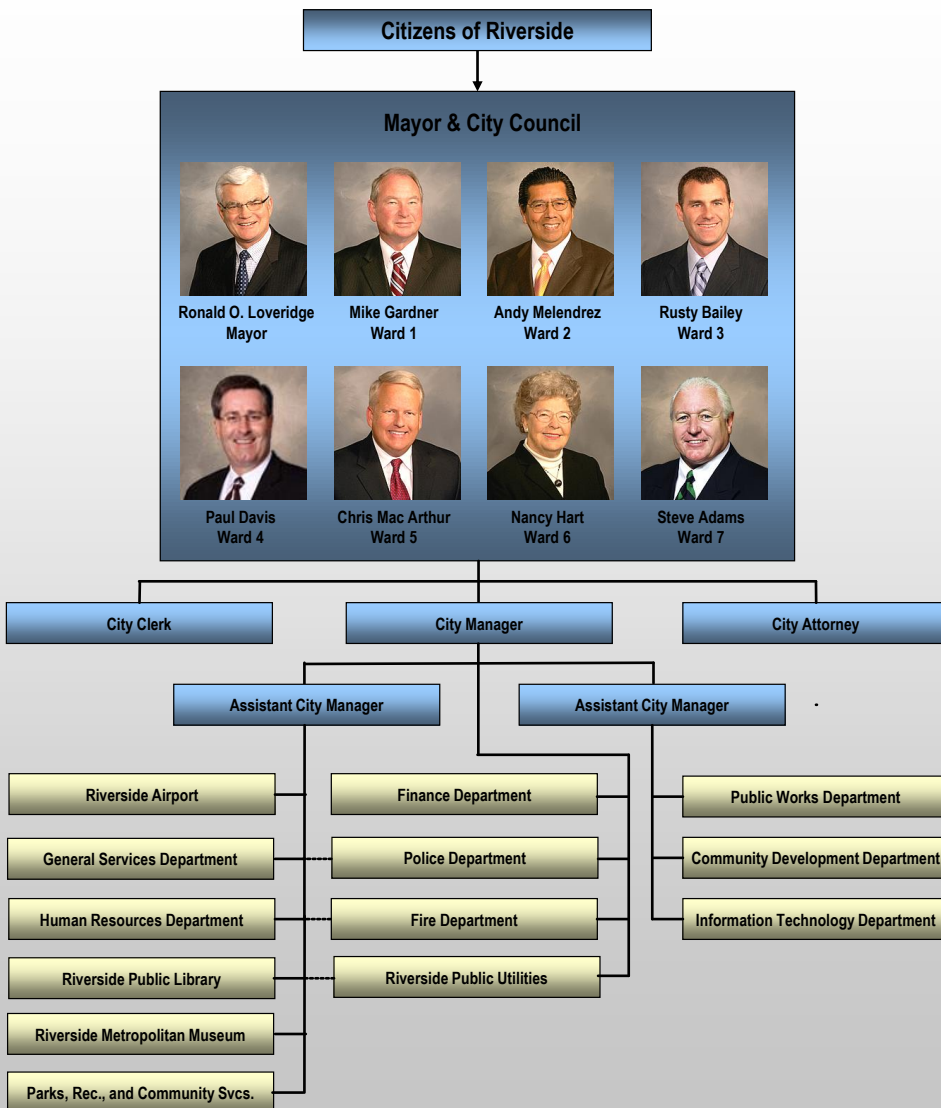 Citizens of Riverside
Mayor & City Council
Ronald O. Loveridge
Mayor
Mike Gardner
Ward 1
Andy Melendrez
Ward 2
Rusty Bailey
Ward 3
Paul Davis
Ward 4
Chris Mac Arthur
Ward 5
Nancy Hart
Ward 6
Steve Adams
Ward 7
City Clerk
City Manager
City Attorney
Assistant City Manager
Assistant City Manager
Riverside Airport
Finance Department
Public Works Department
General Services Department
Police Department
Community Development Department
Human Resources Department
Fire Department
Information Technology Department
Riverside Public Library
Riverside Public Utilities
Riverside Metropolitan Museum
Parks, Rec., and Community Svcs.